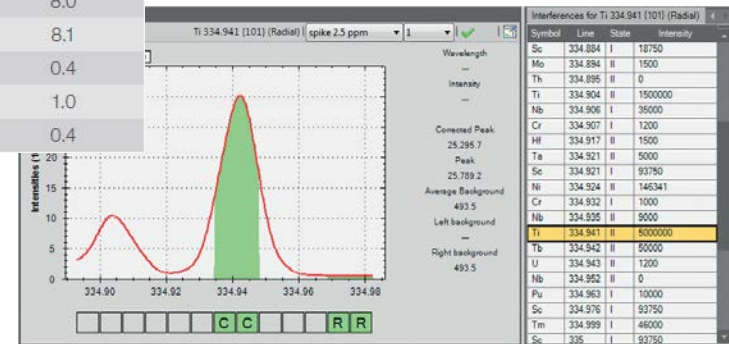 8.0
8.1
0.4
1.0
0.4
Ti 334.941 {101} (Radial) spike 2.5 ppm 1
Wavelength
—
Intensity
—
Corrected Peak
25,295.7
Peak
25,789.2
Average Background
493.5
Left background
—
Right background
493.5
20
15
10
5
0
334.90 334.92 334.94 334.96 334.98
C C R R
Interferences for Ti 334.941 {101} (Radial)
Symbol Line State Intensity
Sc 334.884 I 18750
Mo 334.894 II 1500
Th 334.895 II 0
Ti 334.904 II 1500000
Nb 334.906 I 35000
Cr 334.907 I 1200
Hf 334.917 II 1500
Ta 334.921 II 5000
Sc 334.921 I 93750
Ni 334.924 II 146341
Cr 334.932 I 1000
Nb 334.935 II 9000
Ti 334.941 II 5000000
Tb 334.942 II 50000
U 334.943 II 1200
Nb 334.952 II 0
Pu 334.963 I 10000
Sc 334.976 I 93750
Tm 334.999 I 46000
Sc 335 I 93750